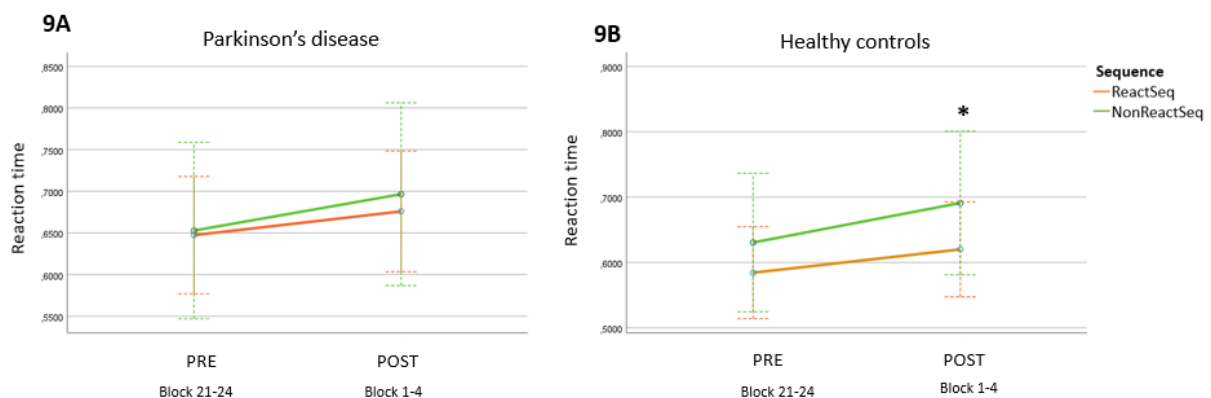 9A
Parkinson's disease
,8500
,8000
,7500
,7000
,6500
,6000
,5500
Reaction time
PRE
POST
Block 21-24
Block 1-4
9B
Healthy controls
,9000
,8000
,7000
,6000
,5000
Reaction time
*
PRE
POST
Block 21-24
Block 1-4
Sequence
ReactSeq
NonReactSeq